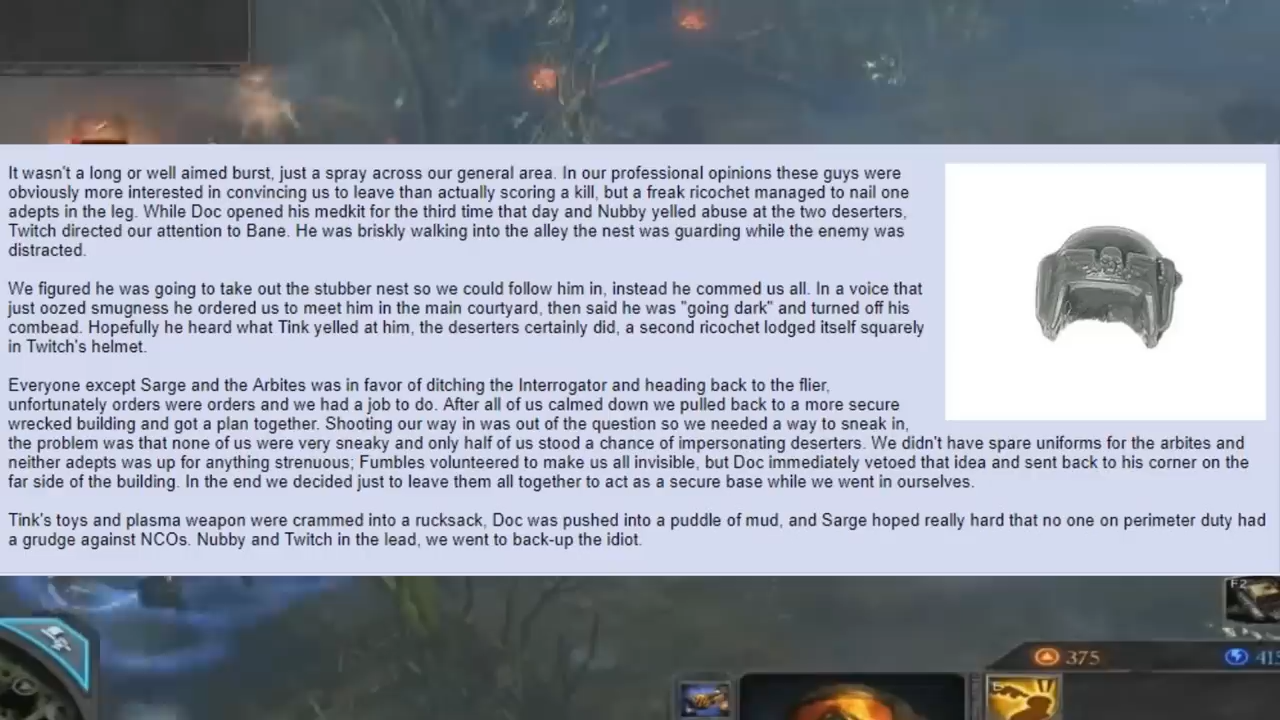 It wasn't a long or well aimed burst, just a spray across our general area. In our professional opinions these guys were
obviously more interested in convincing us to leave than actually scoring a kill, but a freak ricochet managed to nail one
adepts in the leg. While Doc opened his medkit for the third time that day and Nubby yelled abuse at the two deserters,
Twitch directed our attention to Bane. He was briskly walking into the alley the nest was guarding while the enemy was
distracted.
We figured he was going to take out the stubber nest so we could follow him in, instead he commed us all. In a voice that
just oozed smugness he ordered us to meet him in the main courtyard, then said he was "going dark" and turned off his
combead. Hopefully he heard what Tink yelled at him, the deserters certainly did, a second ricochet lodged itself squarely
in Twitch's helmet.
Everyone except Sarge and the Arbites was in favor of ditching the Interrogator and heading back to the flier,
unfortunately orders were orders and we had a job to do. After all of us calmed down we pulled back to a more secure
wrecked building and got a plan together. Shooting our way in was out of the question so we needed a way to sneak in,
the problem was that none of us were very sneaky and only half of us stood a chance of impersonating deserters. We didn't have spare uniforms for the arbites and
neither adepts was up for anything strenuous; Fumbles volunteered to make us all invisible, but Doc immediately vetoed that idea and sent back to his corner on the
far side of the building. In the end we decided just to leave them all together to act as a secure base while we went in ourselves.
Tink's toys and plasma weapon were crammed into a rucksack, Doc was pushed into a puddle of mud, and Sarge hoped really hard that no one on perimeter duty had
a grudge against NCOs. Nubby and Twitch in the lead, we went to back-up the idiot.
F2
375
415